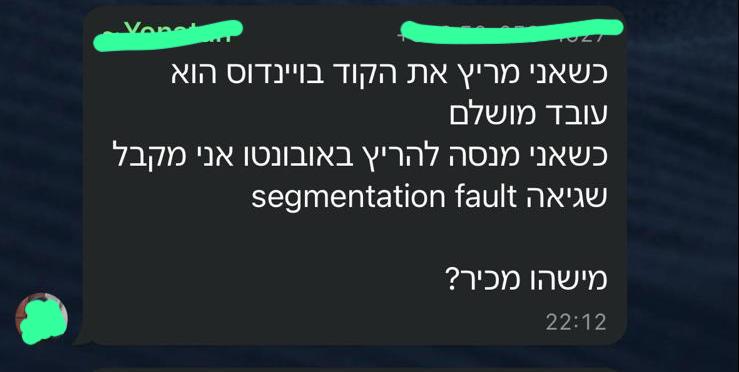 כשאני מריץ את הקוד בויינדוס הוא
עובד מושלם
כשאני מנסה להריץ באובונטו אני מקבל
שגיאה segmentation fault
מישהו מכיר?
22:12